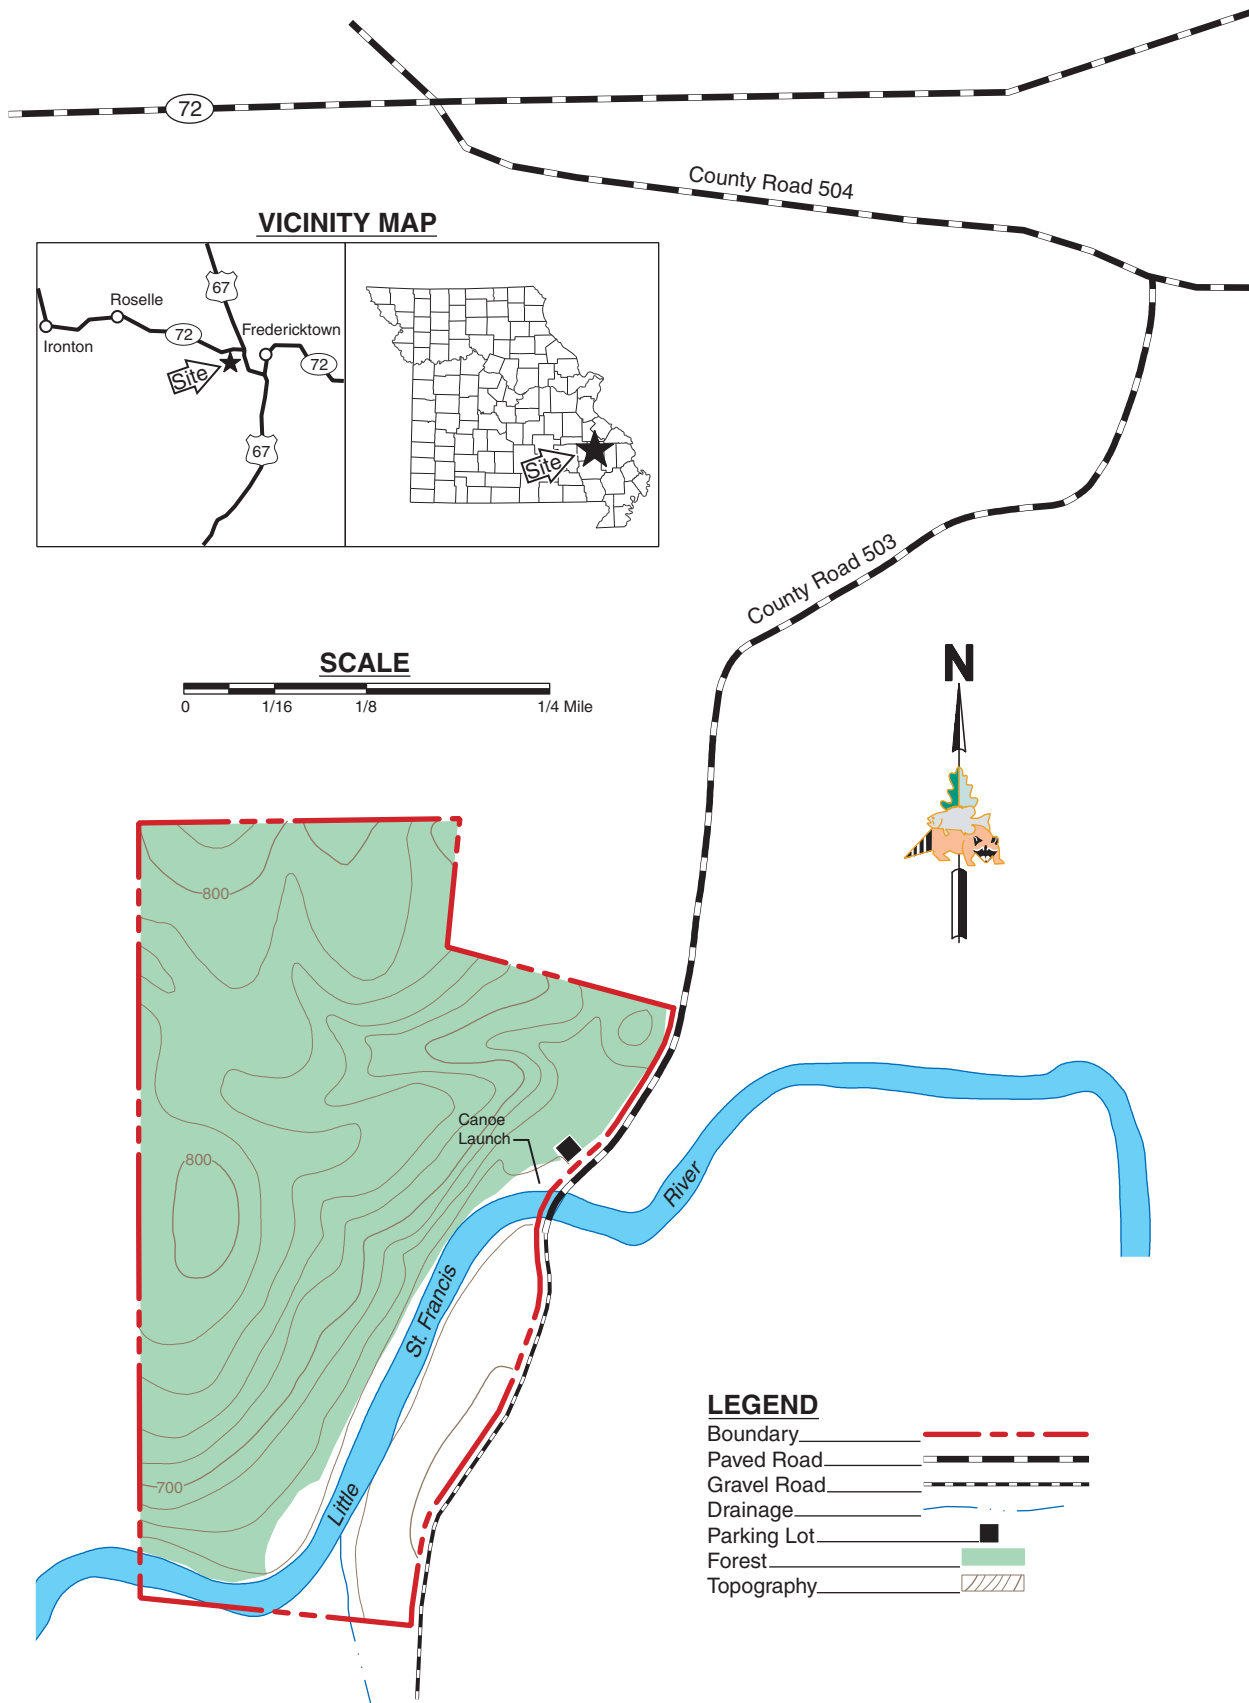 72
County Road 504
VICINITY MAP
67
Roselle
72
Fredericktown
Ironton
72
Site
67
Site
County Road 503
N
SCALE
0 1/16 1/8 1/4 Mile
800
Canoe
Launch
800
River
St. Francis
Little
700
LEGEND
Boundary
Paved Road
Gravel Road
Drainage
Parking Lot
Forest
Topography